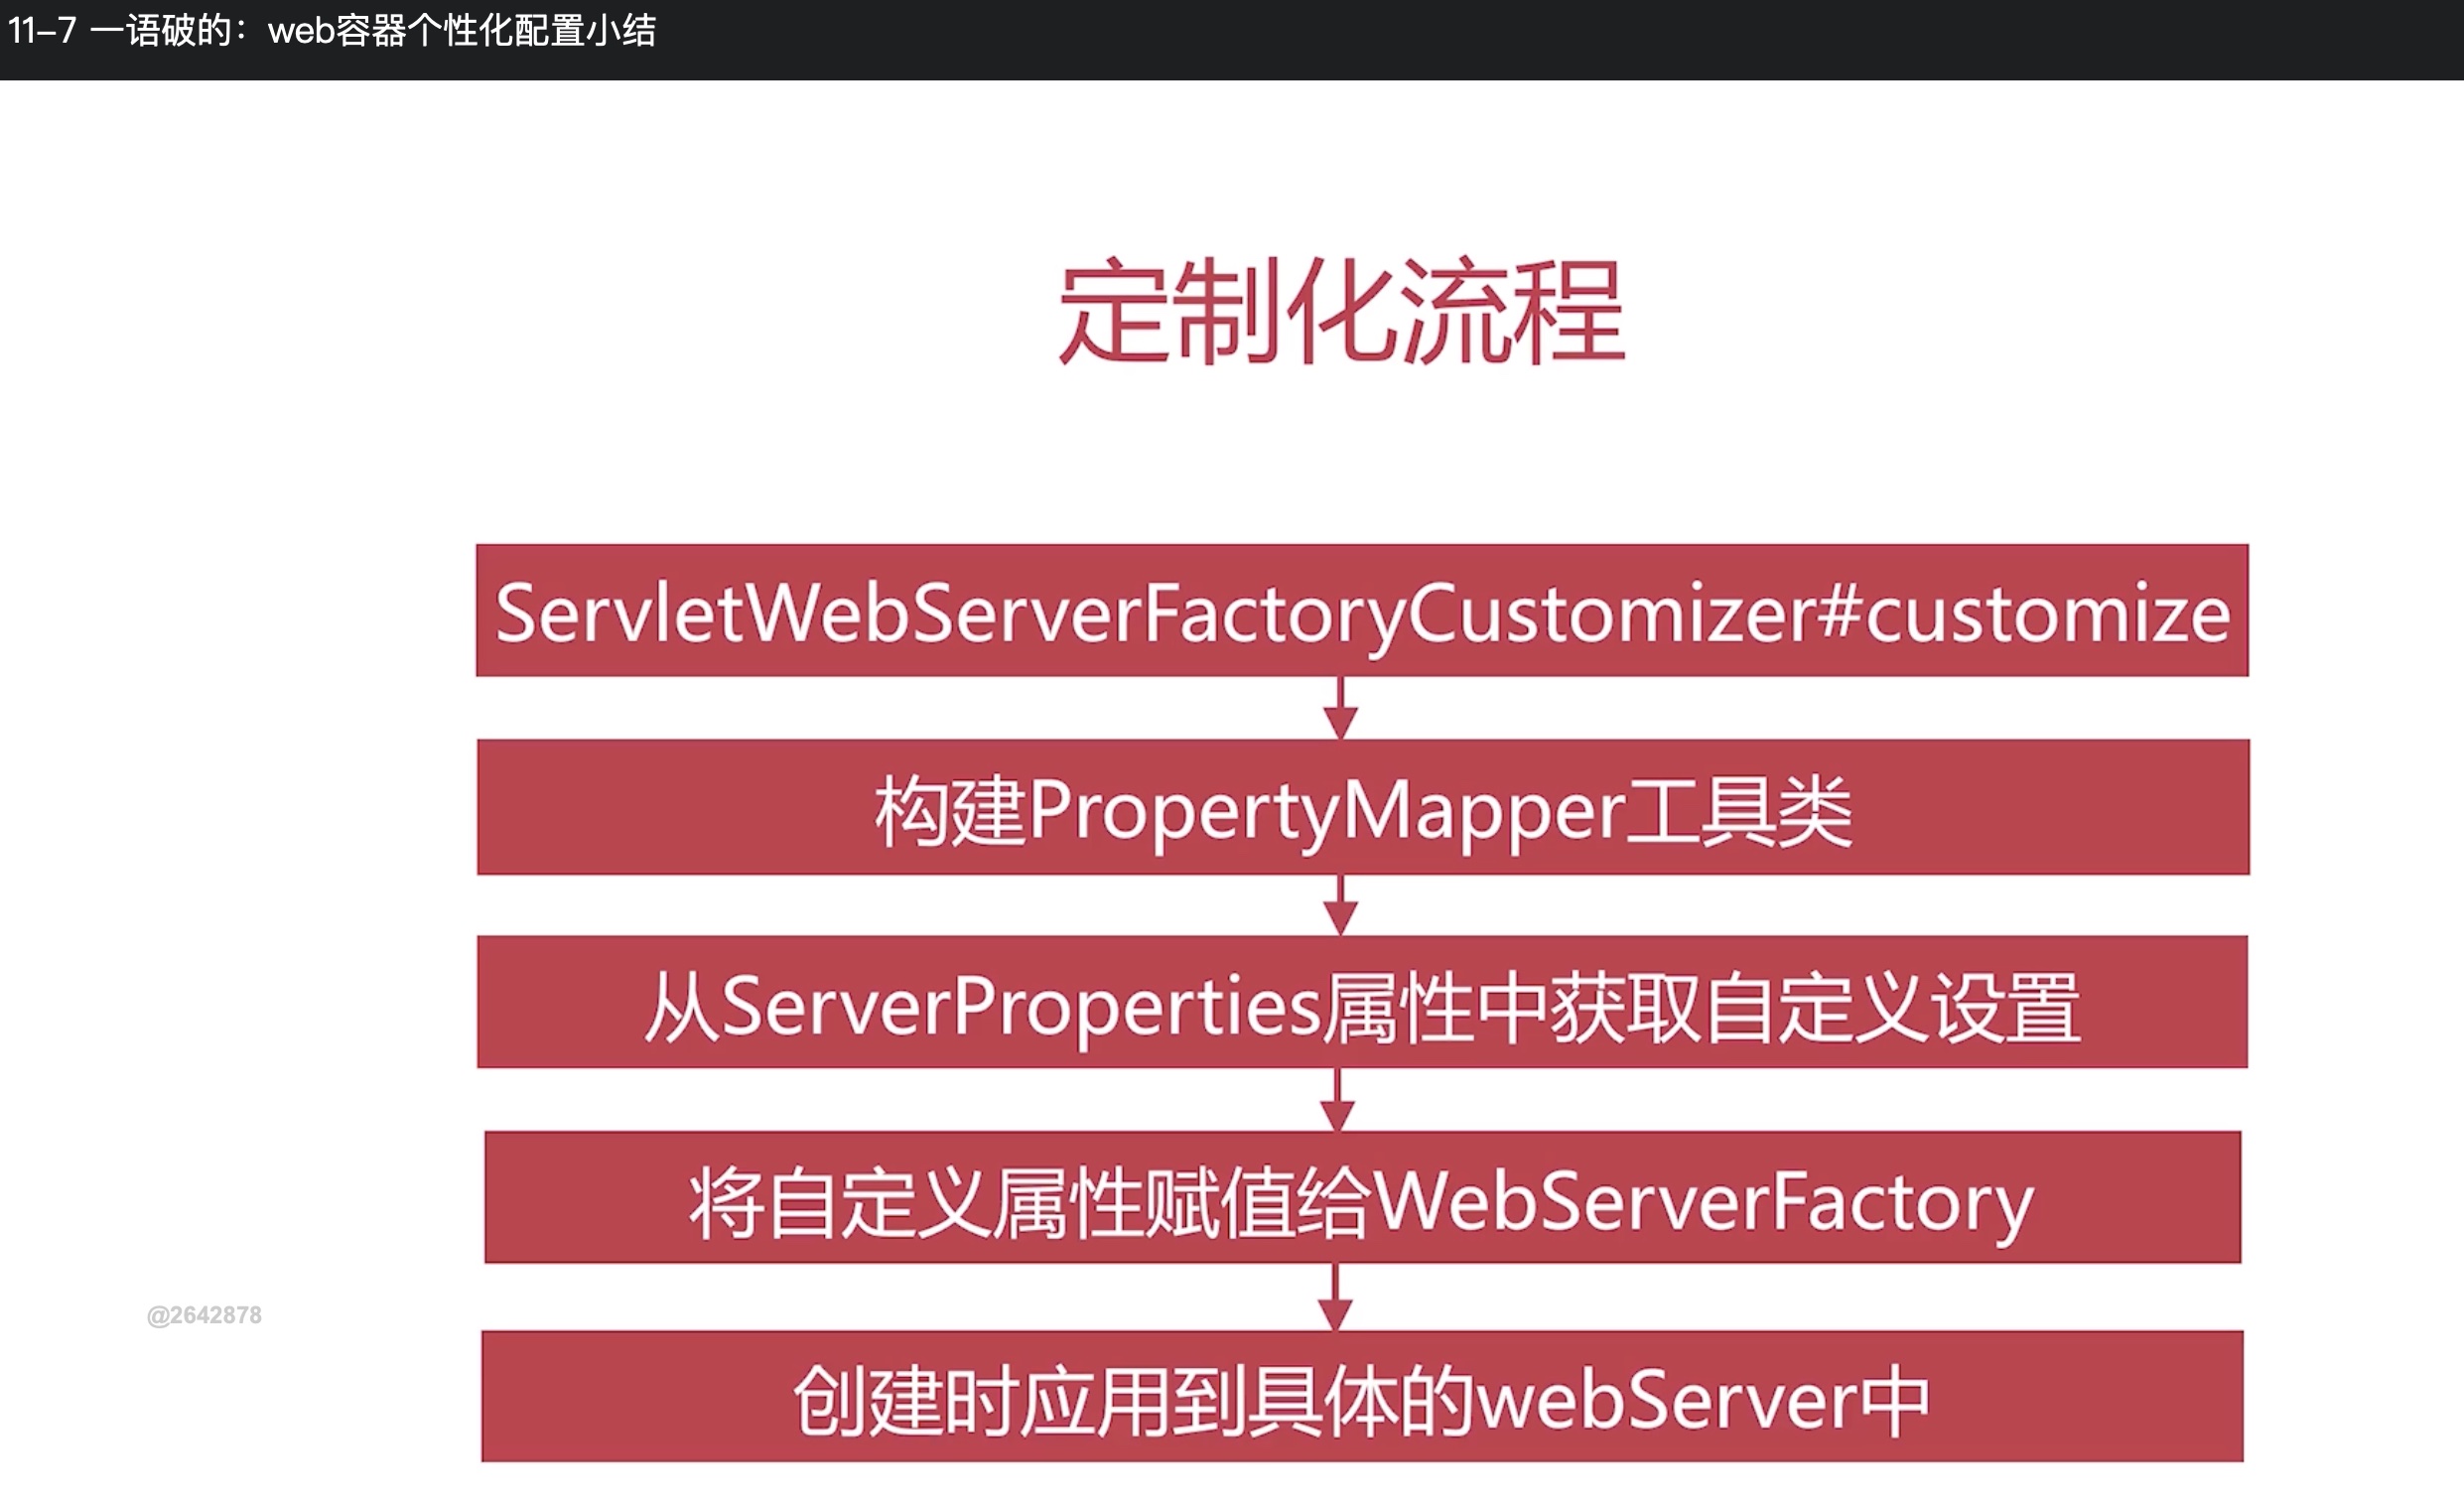 11-7 一语破的：web容器个性化配置小结
定制化流程
ServletWebServerFactoryCustomizer#customize
构建PropertyMapper工具类
从ServerProperties属性中获取自定义设置
将自定义属性赋值给WebServerFactory
@2642878
创建时应用到具体的webServer中